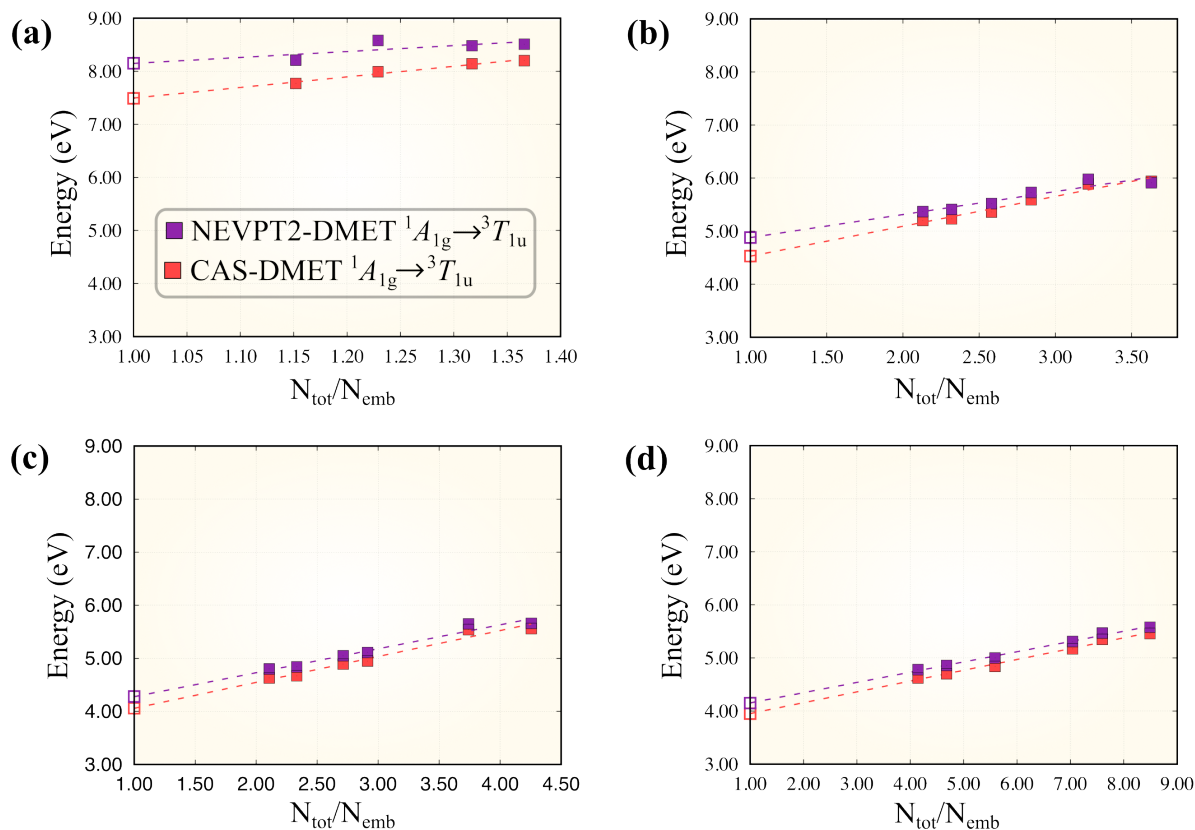 (a)
9.00
8.00
7.00
6.00
5.00
4.00
3.00
Energy (eV)
NEVPT2-DMET ¹A₁g→³T₁u
CAS-DMET ¹A₁g→³T₁u
1.00 1.05 1.10 1.15 1.20 1.25 1.30 1.35 1.40
Ntot/Nemb
(b)
9.00
8.00
7.00
6.00
5.00
4.00
3.00
Energy (eV)
1.00 1.50 2.00 2.50 3.00 3.50
Ntot/Nemb
(c)
9.00
8.00
7.00
6.00
5.00
4.00
3.00
Energy (eV)
1.00 1.50 2.00 2.50 3.00 3.50 4.00 4.50
Ntot/Nemb
(d)
9.00
8.00
7.00
6.00
5.00
4.00
3.00
Energy (eV)
1.00 2.00 3.00 4.00 5.00 6.00 7.00 8.00 9.00
Ntot/Nemb